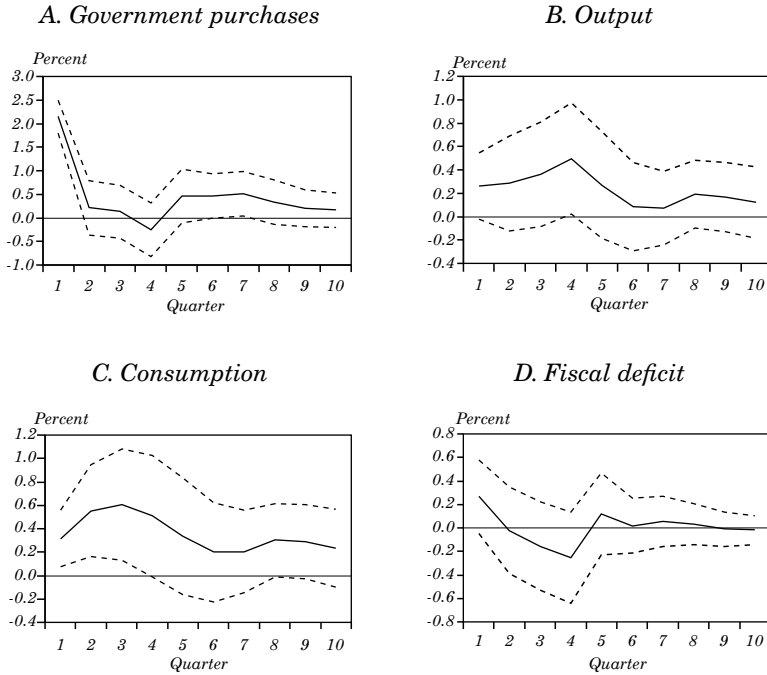 A. Government purchases
Percent
3.0
2.5
2.0
1.5
1.0
0.5
0.0
-0.5
-1.0
1 2 3 4 5 6 7 8 9 10
Quarter
B. Output
Percent
1.2
1.0
0.8
0.6
0.4
0.2
0.0
-0.2
-0.4
1 2 3 4 5 6 7 8 9 10
Quarter
C. Consumption
Percent
1.2
1.0
0.8
0.6
0.4
0.2
0.0
-0.2
-0.4
1 2 3 4 5 6 7 8 9 10
Quarter
D. Fiscal deficit
Percent
0.8
0.6
0.4
0.2
0.0
-0.2
-0.4
-0.6
-0.8
1 2 3 4 5 6 7 8 9 10
Quarter